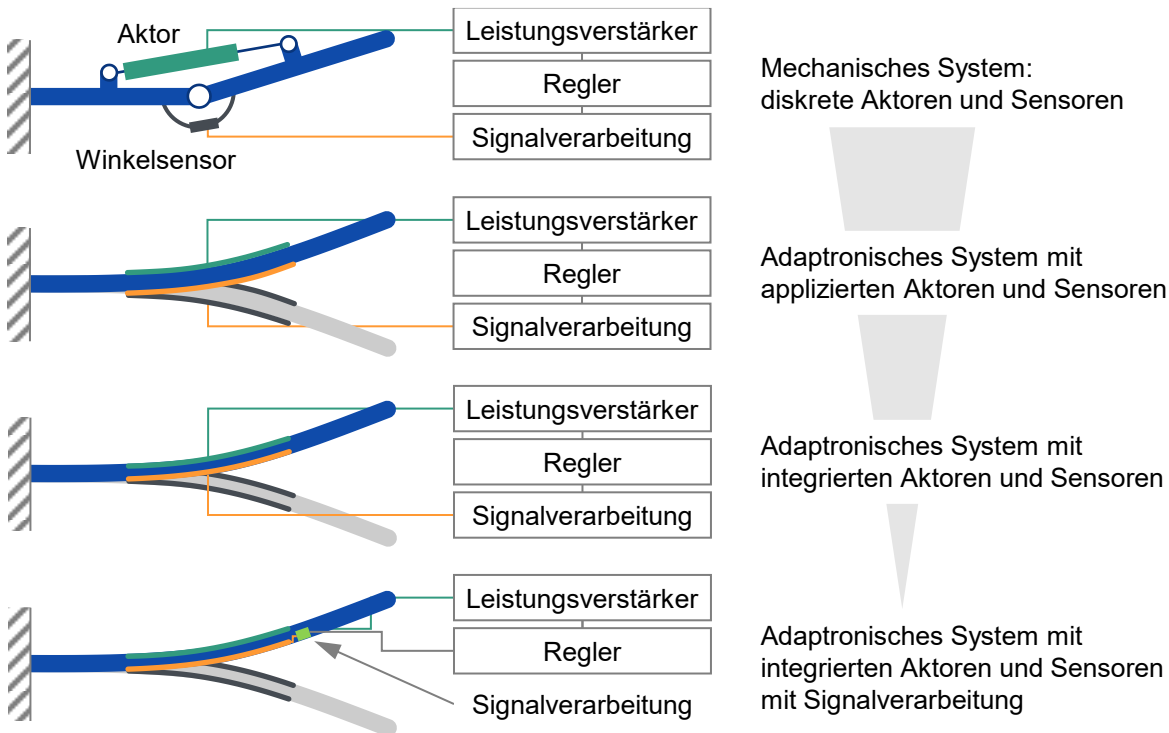 Aktor
Winkelsensor
Leistungsverstärker
Regler
Signalverarbeitung
Mechanisches System:
diskrete Aktoren und Sensoren
Leistungsverstärker
Regler
Signalverarbeitung
Adaptronisches System mit
applizierten Aktoren und Sensoren
Leistungsverstärker
Regler
Signalverarbeitung
Adaptronisches System mit
integrierten Aktoren und Sensoren
Leistungsverstärker
Regler
Signalverarbeitung
Adaptronisches System mit
integrierten Aktoren und Sensoren
mit Signalverarbeitung